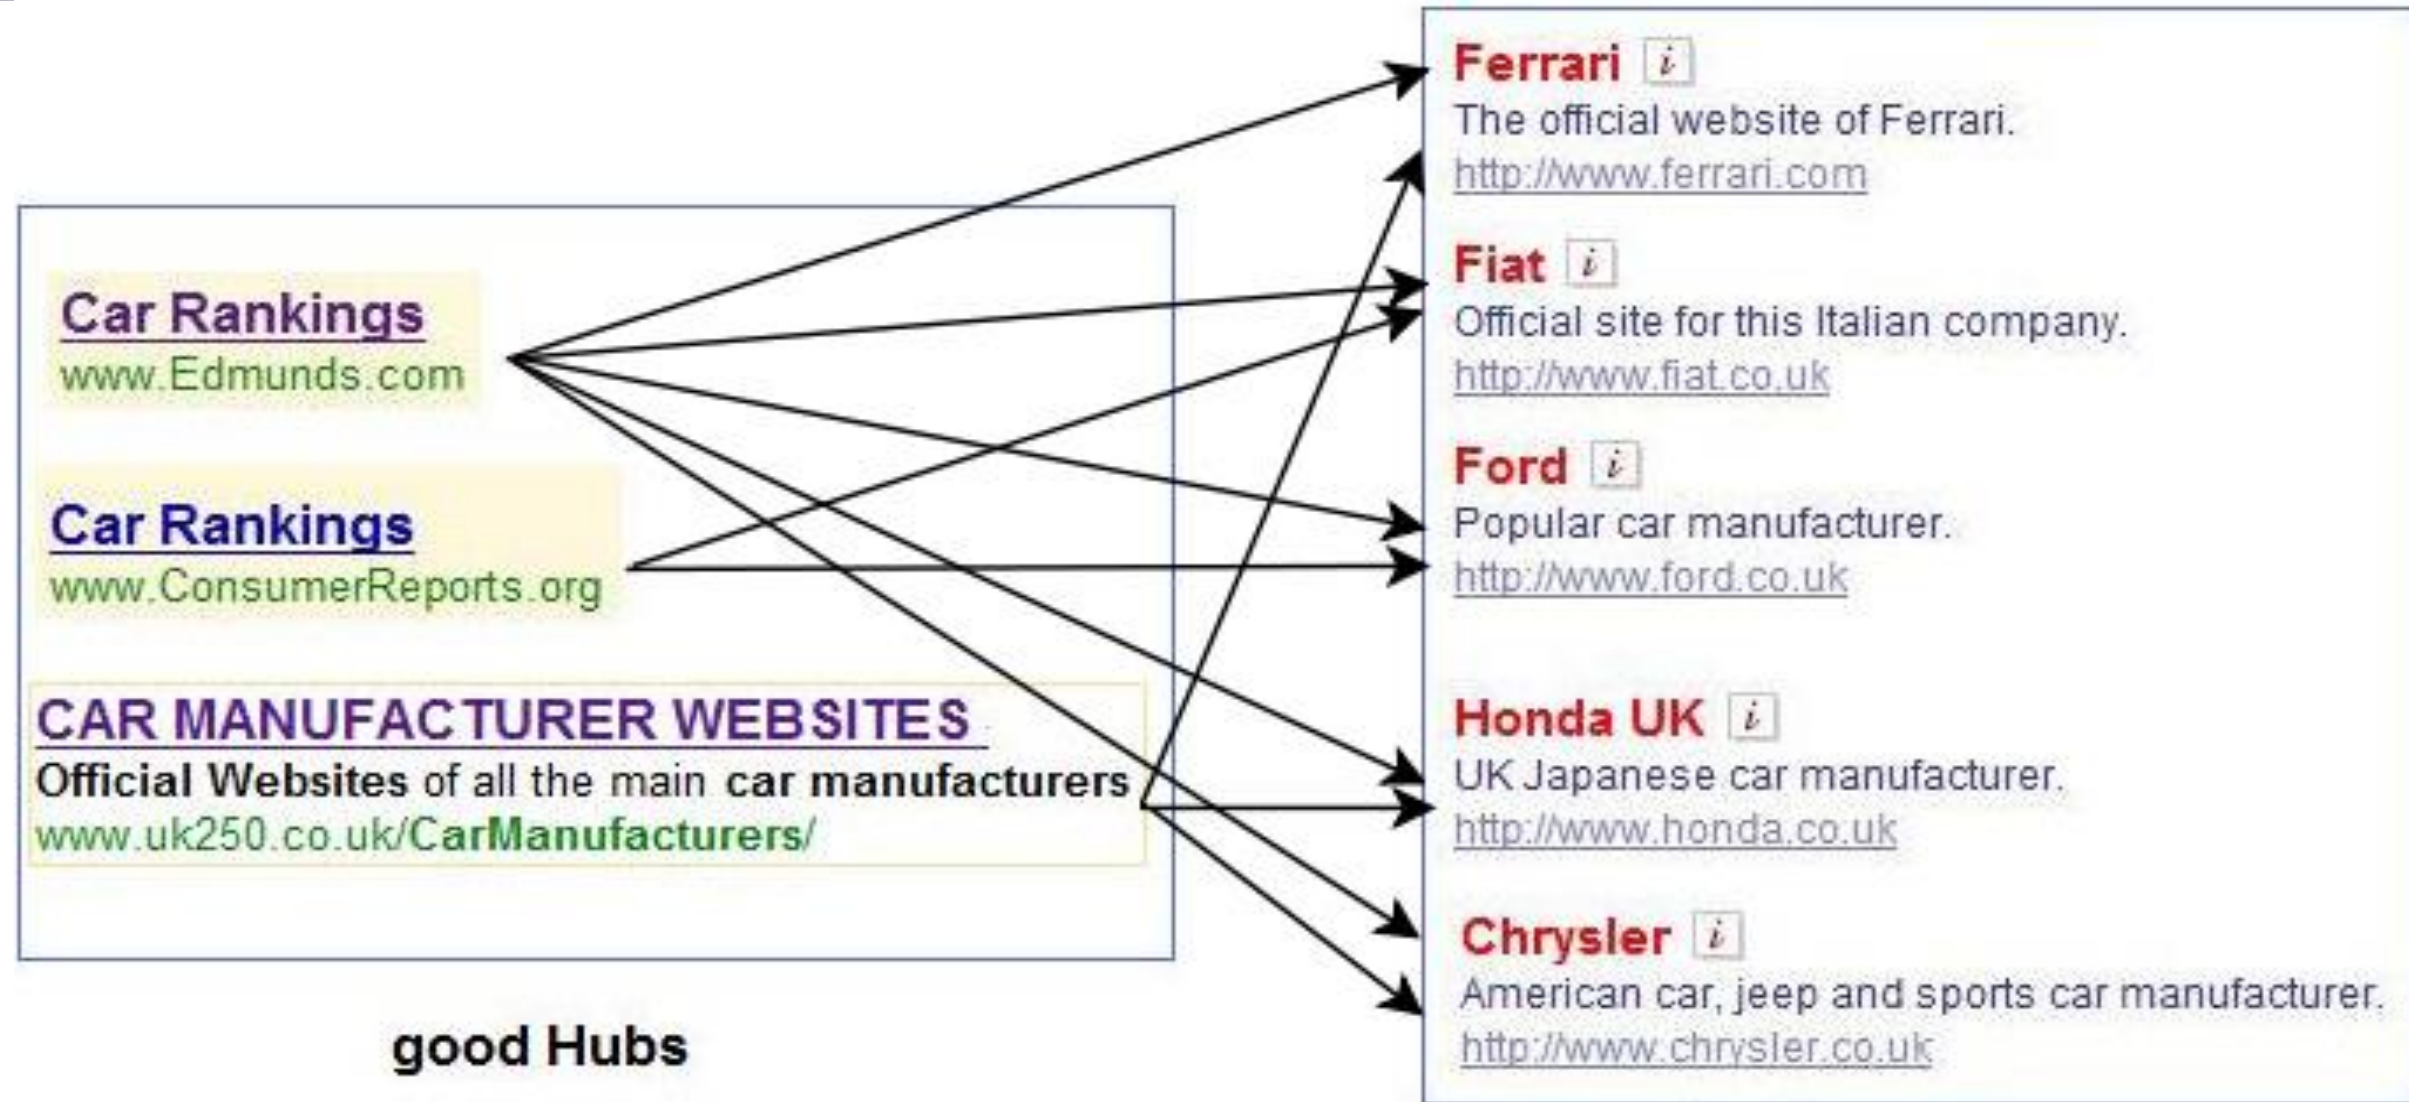 Car Rankings
www.Edmunds.com
Car Rankings
www.ConsumerReports.org
CAR MANUFACTURER WEBSITES
Official Websites of all the main car manufacturers
www.uk250.co.uk/CarManufacturers/
good Hubs
Ferrari i
The official website of Ferrari.
http://www.ferrari.com
Fiat i
Official site for this Italian company.
http://www.fiat.co.uk
Ford i
Popular car manufacturer.
http://www.ford.co.uk
Honda UK i
UK Japanese car manufacturer.
http://www.honda.co.uk
Chrysler i
American car, jeep and sports car manufacturer.
http://www.chrysler.co.uk